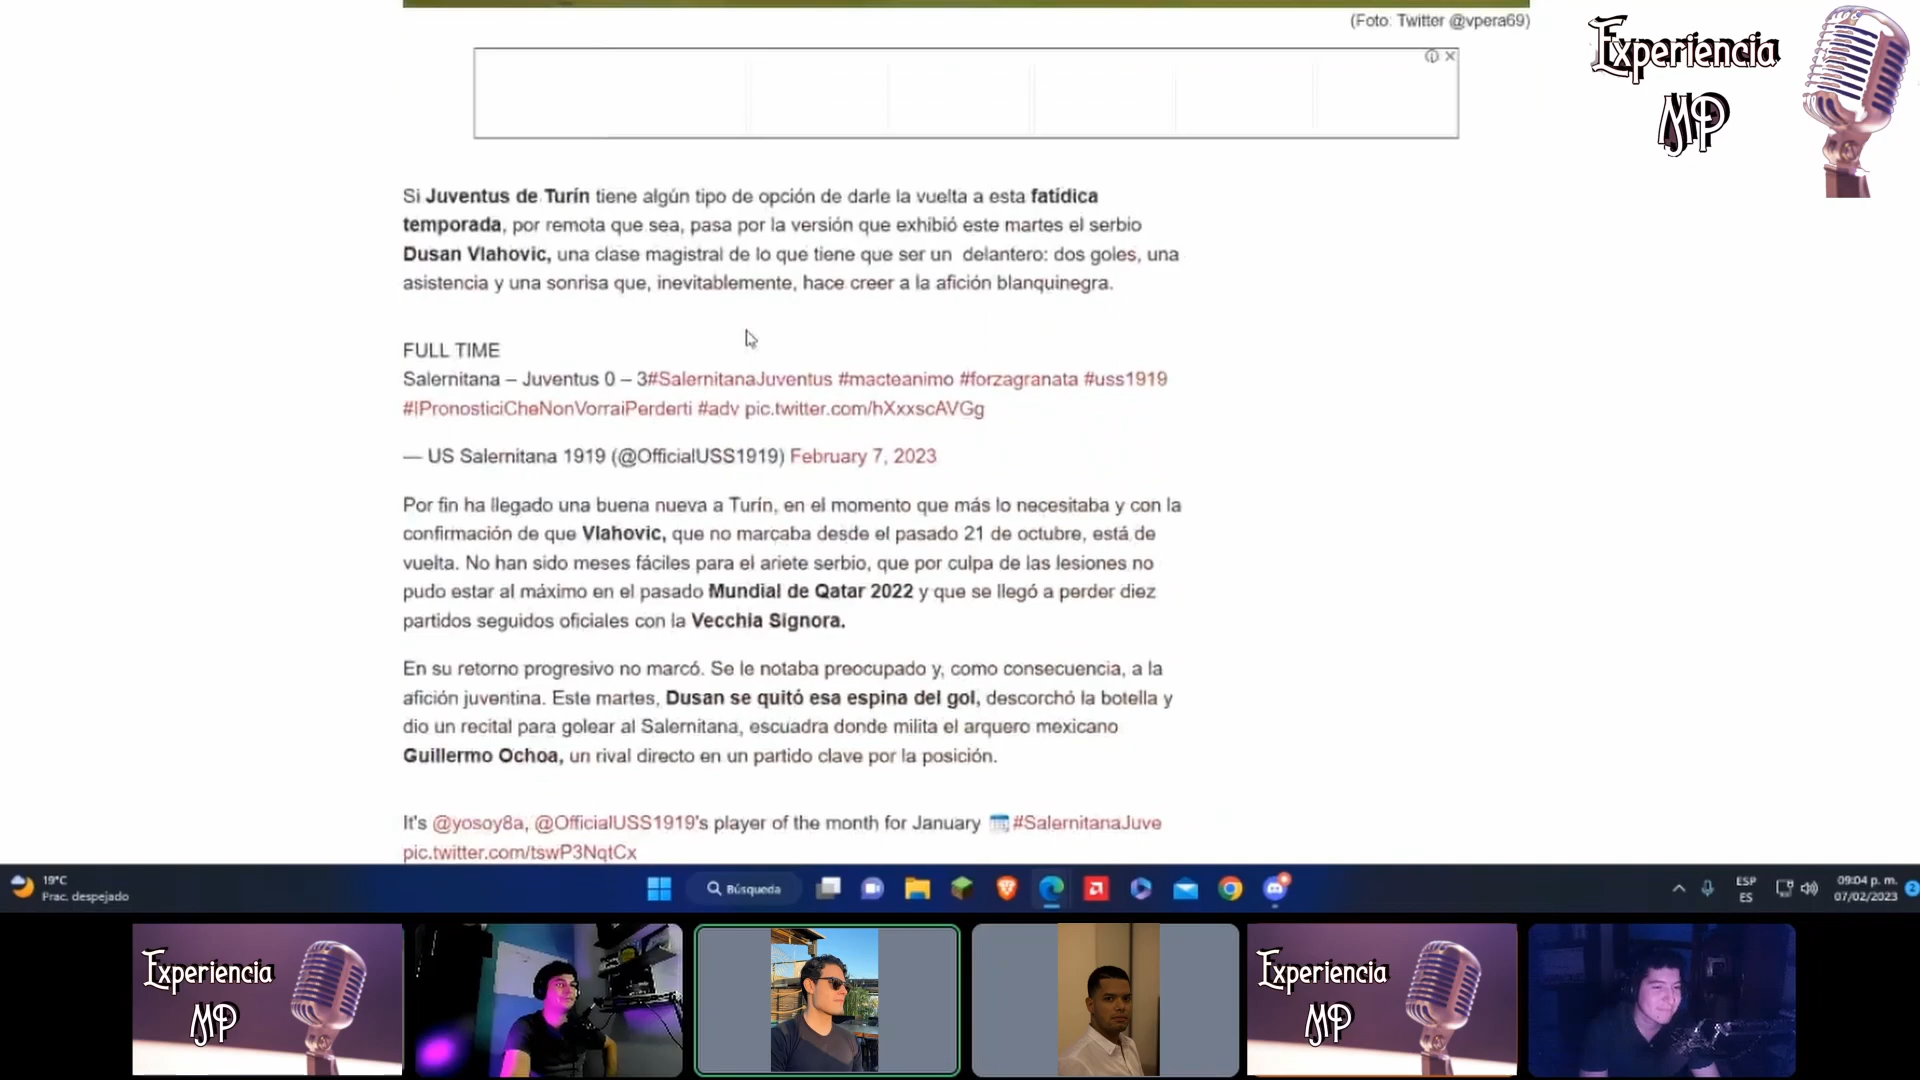 (Foto: Twitter @vpera69)
Experiencia
MP
Si Juventus de Turín tiene algún tipo de opción de darle la vuelta a esta fatídica
temporada, por remota que sea, pasa por la versión que exhibió este martes el serbio
Dusan Vlahovic, una clase magistral de lo que tiene que ser un delantero: dos goles, una
asistencia y una sonrisa que, inevitablemente, hace creer a la afición blanquinegra.
FULL TIME
Salernitana – Juventus 0 – 3#SalernitanaJuventus #macteanimo #forzagranata #uss1919
#IPronosticiCheNonVorraiPerderti #adv pic.twitter.com/hXxxscAVGg
— US Salernitana 1919 (@OfficialUSS1919) February 7, 2023
Por fin ha llegado una buena nueva a Turín, en el momento que más lo necesitaba y con la
confirmación de que Vlahovic, que no marcaba desde el pasado 21 de octubre, está de
vuelta. No han sido meses fáciles para el ariete serbio, que por culpa de las lesiones no
pudo estar al máximo en el pasado Mundial de Qatar 2022 y que se llegó a perder diez
partidos seguidos oficiales con la Vecchia Signora.
En su retorno progresivo no marcó. Se le notaba preocupado y, como consecuencia, a la
afición juventina. Este martes, Dusan se quitó esa espina del gol, descorchó la botella y
dio un recital para golear al Salernitana, escuadra donde milita el arquero mexicano
Guillermo Ochoa, un rival directo en un partido clave por la posición.
It's @yosoy8a, @OfficialUSS1919's player of the month for January #SalernitanaJuve
pic.twitter.com/tswP3NqtCx
19°C
Prac. despejado
Búsqueda
ESP
ES
09:04 p. m.
07/02/2023
2
Experiencia
MP
Experiencia
MP